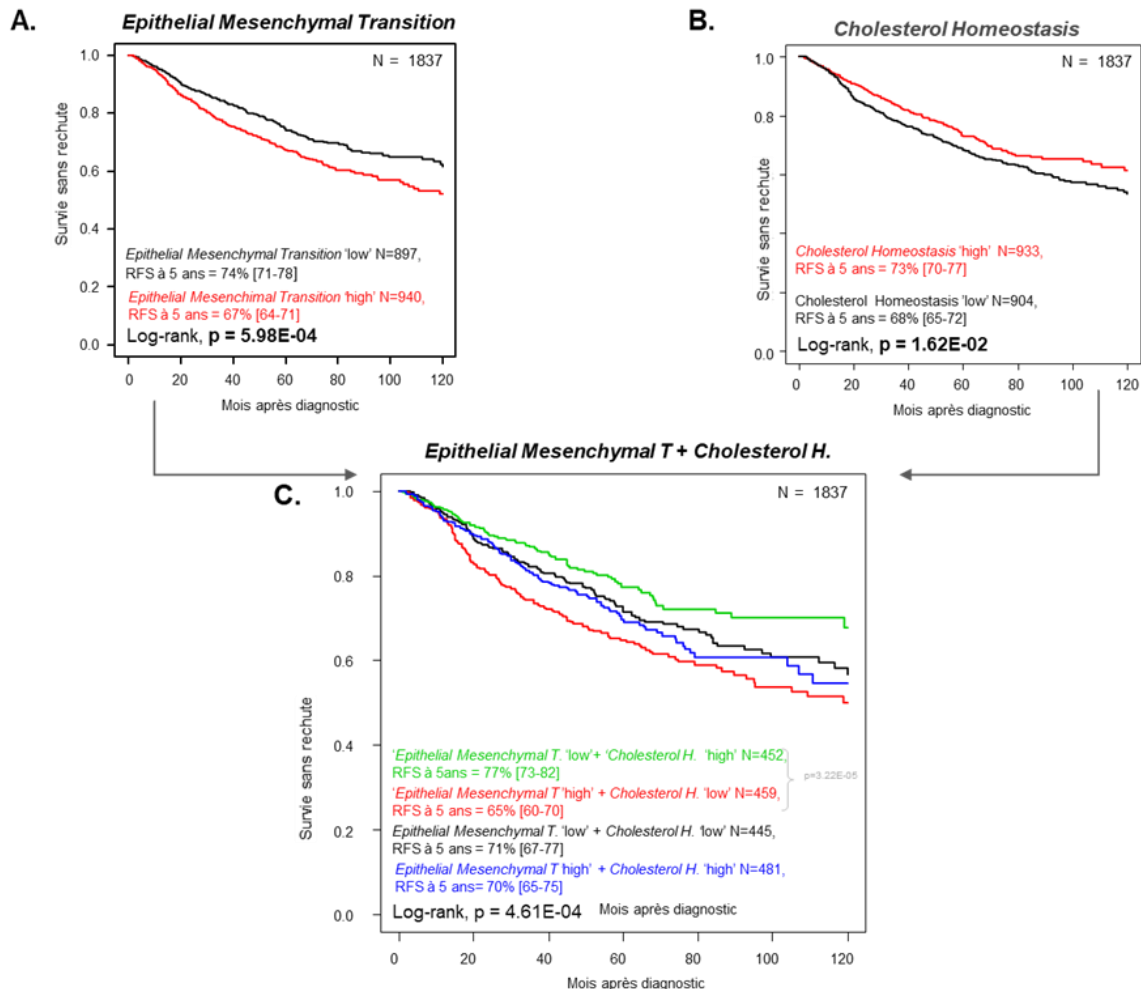 A.
Epithelial Mesenchymal Transition
N = 1837
Survie sans rechute
1.0
0.8
0.6
0.4
0.2
0.0
Epithelial Mesenchymal Transition 'low' N=897,
RFS à 5 ans = 74% [71-78]
Epithelial Mesenchimal Transition 'high' N=940,
RFS à 5 ans = 67% [64-71]
Log-rank, p = 5.98E-04
0 20 40 60 80 100 120
Mois après diagnostic
B.
Cholesterol Homeostasis
N = 1837
Survie sans rechute
1.0
0.8
0.6
0.4
0.2
0.0
Cholesterol Homeostasis 'high' N=933,
RFS à 5 ans = 73% [70-77]
Cholesterol Homeostasis 'low' N=904,
RFS à 5 ans = 68% [65-72]
Log-rank, p = 1.62E-02
0 20 40 60 80 100 120
Mois après diagnostic
Epithelial Mesenchymal T + Cholesterol H.
C.
N = 1837
Survie sans rechute
1.0
0.8
0.6
0.4
0.2
0.0
'Epithelial Mesenchymal T. 'low'+ 'Cholesterol H. 'high' N=452,
RFS à 5ans = 77% [73-82]
'Epithelial Mesenchymal T 'high' + Cholesterol H. 'low' N=459,
RFS à 5 ans = 65% [60-70]
p=3.22E-05
Epithelial Mesenchymal T. 'low' + Cholesterol H. 'low' N=445,
RFS à 5 ans = 71% [67-77]
Epithelial Mesenchymal T 'high' + Cholesterol H. 'high' N=481,
RFS à 5 ans= 70% [65-75]
Log-rank, p = 4.61E-04 Mois après diagnostic
0 20 40 60 80 100 120
Mois après diagnostic